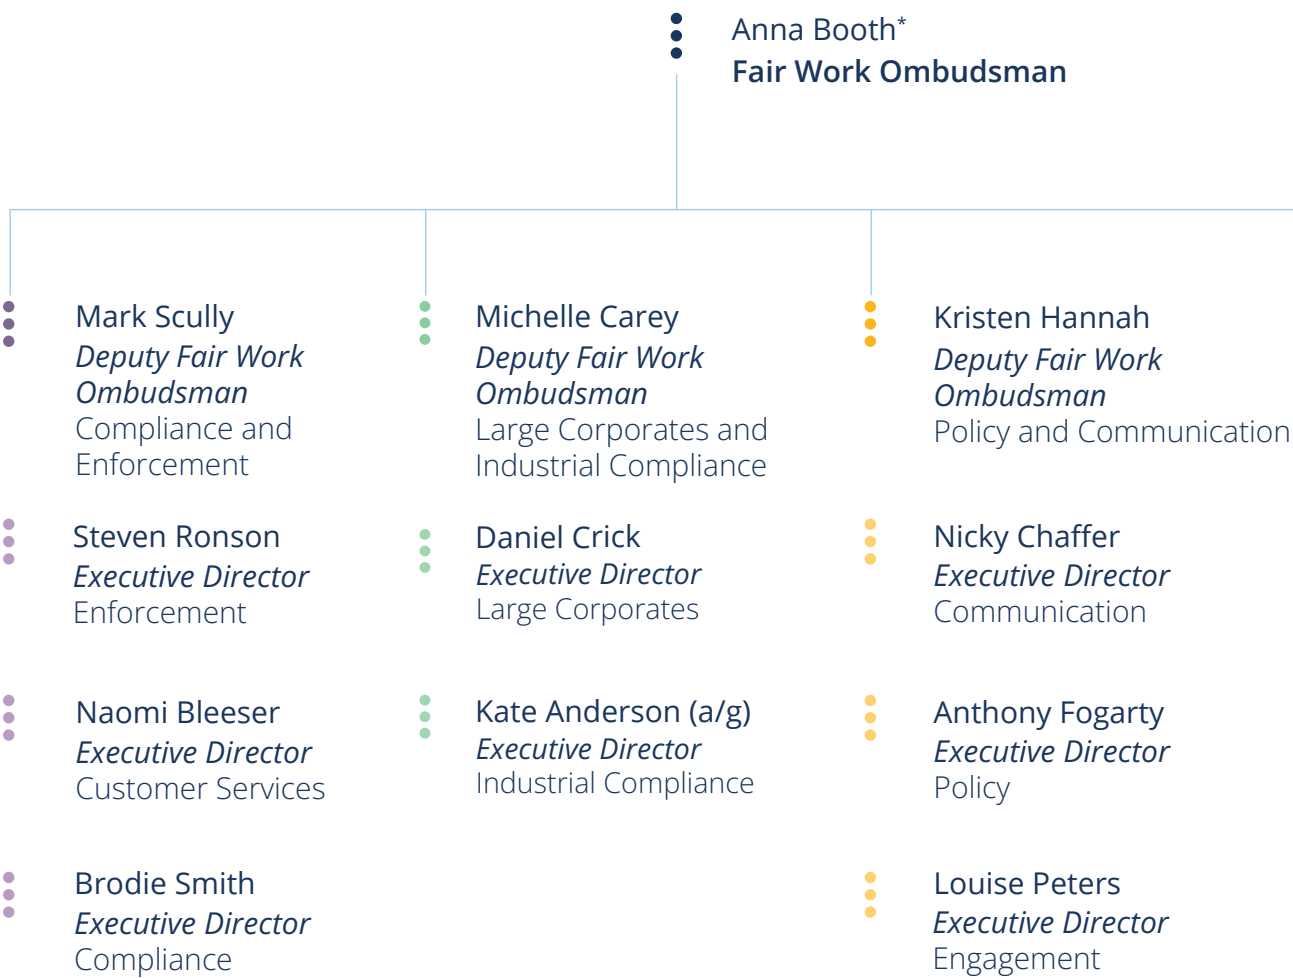 Anna Booth*
Fair Work Ombudsman
Mark Scully
Deputy Fair Work
Ombudsman
Compliance and
Enforcement
Steven Ronson
Executive Director
Enforcement
Naomi Bleeser
Executive Director
Customer Services
Brodie Smith
Executive Director
Compliance
Michelle Carey
Deputy Fair Work
Ombudsman
Large Corporates and
Industrial Compliance
Daniel Crick
Executive Director
Large Corporates
Kate Anderson (a/g)
Executive Director
Industrial Compliance
Kristen Hannah
Deputy Fair Work
Ombudsman
Policy and Communication
Nicky Chaffer
Executive Director
Communication
Anthony Fogarty
Executive Director
Policy
Louise Peters
Executive Director
Engagement